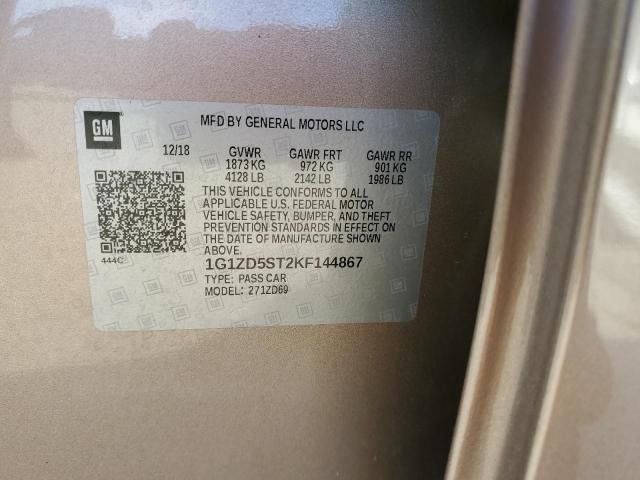 GM
MFD BY GENERAL MOTORS LLC
12/18 GVWR GAWR FRT GAWR RR
1873 KG 972 KG 901 KG
4128 LB 2142 LB 1986 LB
THIS VEHICLE CONFORMS TO ALL
APPLICABLE U.S. FEDERAL MOTOR
VEHICLE SAFETY, BUMPER, AND THEFT
PREVENTION STANDARDS IN EFFECT ON
THE DATE OF MANUFACTURE SHOWN
ABOVE.
444C
1G1ZD5ST2KF144867
TYPE: PASS CAR
MODEL: 271ZD69